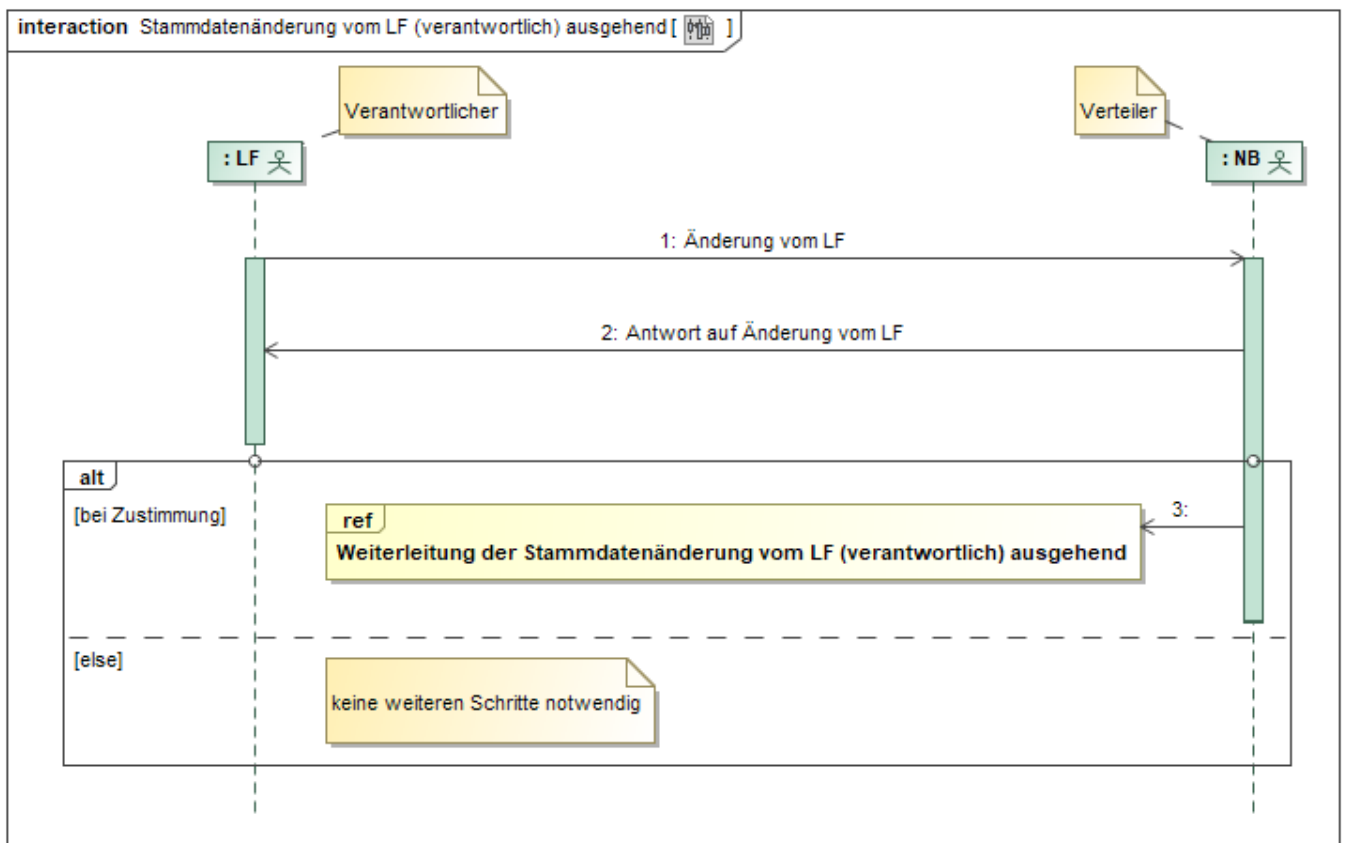 interaction Stammdatenänderung vom LF (verantwortlich) ausgehend [ ]
Verantwortlicher
Verteiler
: LF
: NB
1: Änderung vom LF
2: Antwort auf Änderung vom LF
alt
[bei Zustimmung]
3:
ref
Weiterleitung der Stammdatenänderung vom LF (verantwortlich) ausgehend
[else]
keine weiteren Schritte notwendig